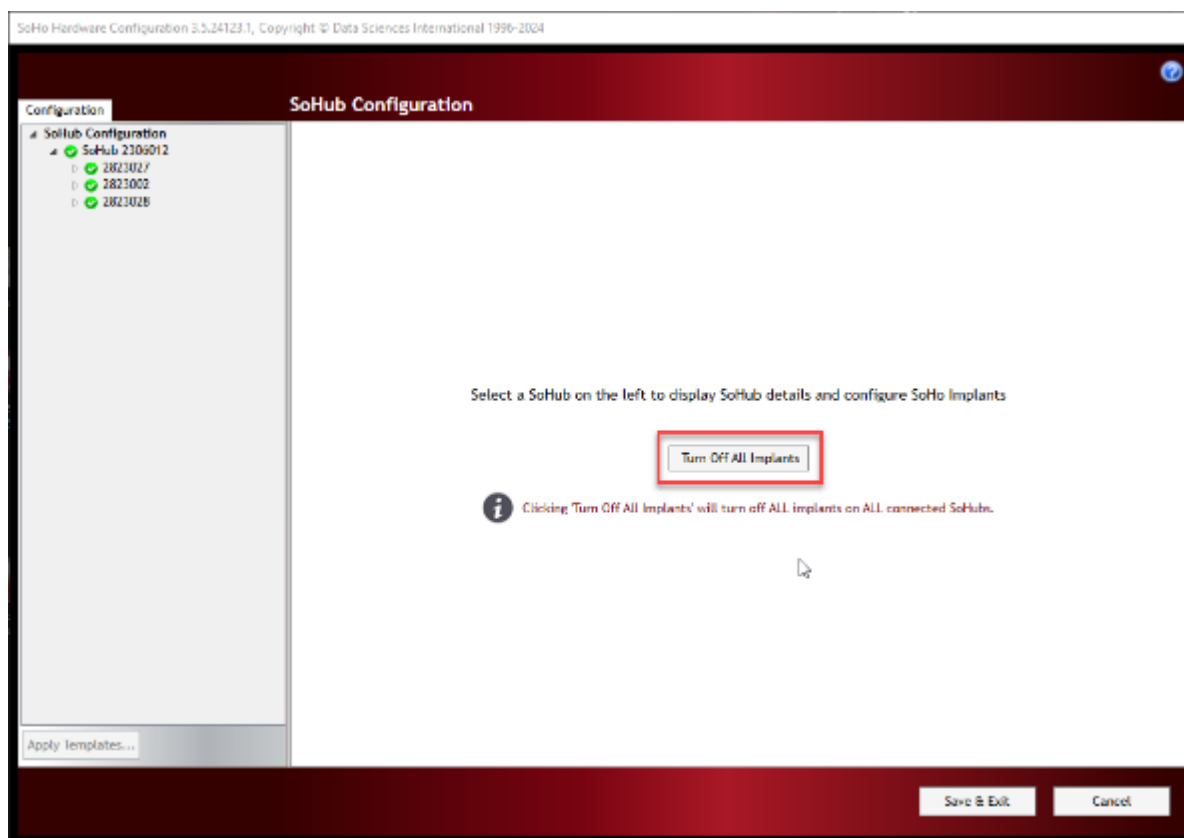 SoHo Hardware Configuration 3.5.24123.1, Copyright © Data Sciences International 1996-2024
Configuration
SoHub Configuration
SoHub Configuration
SoHub 2306012
2823027
2823002
2823028
Select a SoHub on the left to display SoHub details and configure SoHo Implants
Turn Off All Implants
Clicking 'Turn Off All Implants' will turn off ALL implants on ALL connected SoHubs.
Apply Templates...
Save & Exit
Cancel